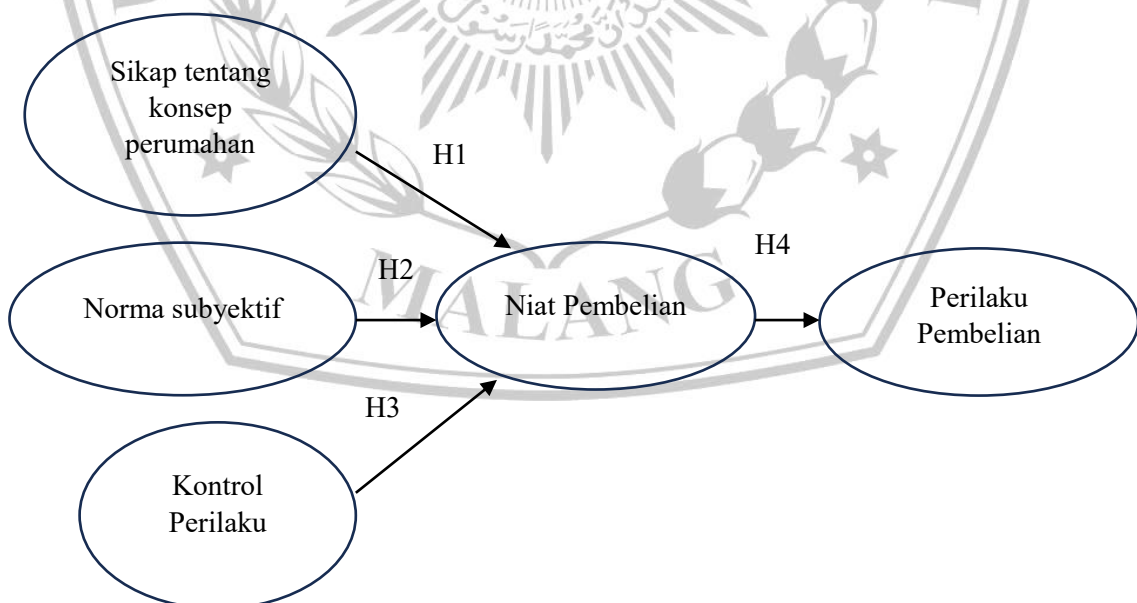 Sikap tentang
konsep
perumahan
H1
H2
H4
Norma subyektif
Niat Pembelian
Perilaku
Pembelian
MALANG
H3
Kontrol
Perilaku